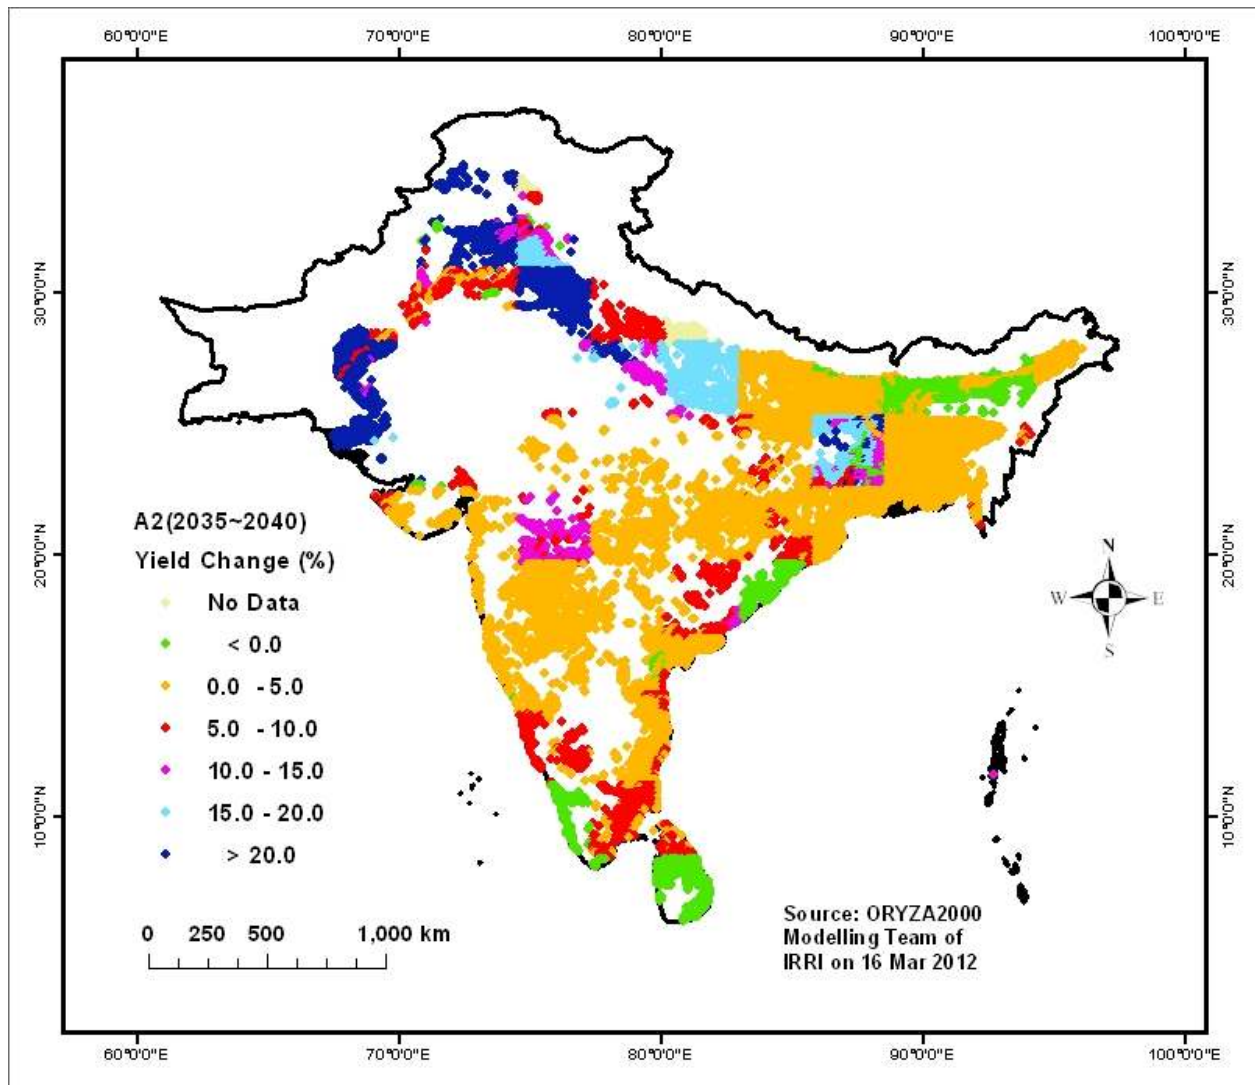 60°0'0"E 70°0'0"E 80°0'0"E 90°0'0"E 100°0'0"E
30°0'0"N 30°0'0"N
20°0'0"N 20°0'0"N
10°0'0"N 10°0'0"N
A2(2035~2040)
Yield Change (%)
No Data
< 0.0
0.0 - 5.0
5.0 - 10.0
10.0 - 15.0
15.0 - 20.0
> 20.0
N
W E
S
0 250 500 1,000 km
Source: ORYZA2000
Modelling Team of
IRRI on 16 Mar 2012
60°0'0"E 70°0'0"E 80°0'0"E 90°0'0"E 100°0'0"E